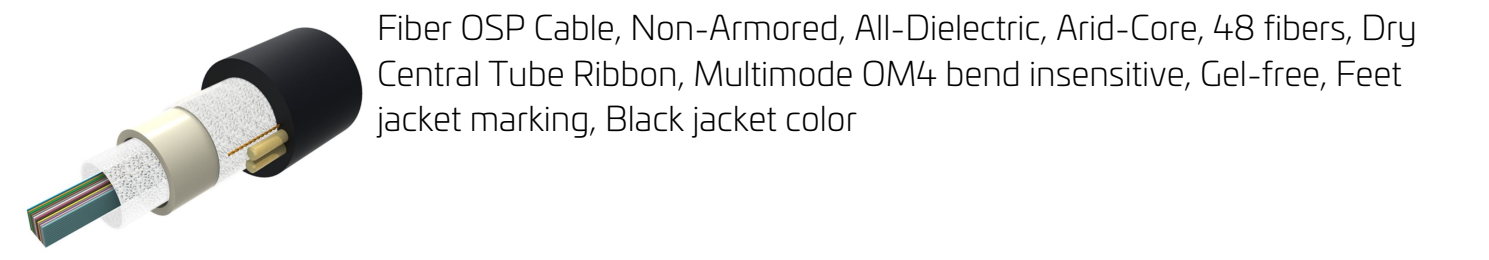 Fiber OSP Cable, Non-Armored, All-Dielectric, Arid-Core, 48 fibers, Dry
Central Tube Ribbon, Multimode OM4 bend insensitive, Gel-free, Feet
jacket marking, Black jacket color